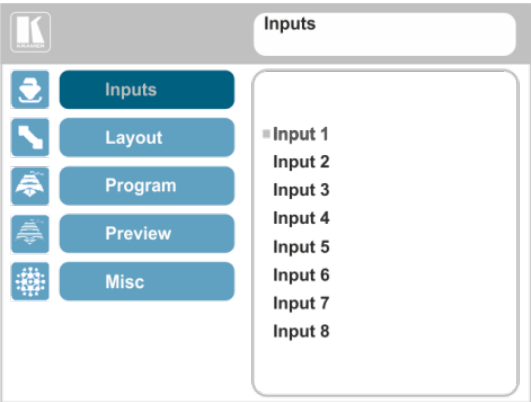 KRAMER
Inputs
Inputs
Layout
Program
Preview
Misc
Input 1
Input 2
Input 3
Input 4
Input 5
Input 6
Input 7
Input 8